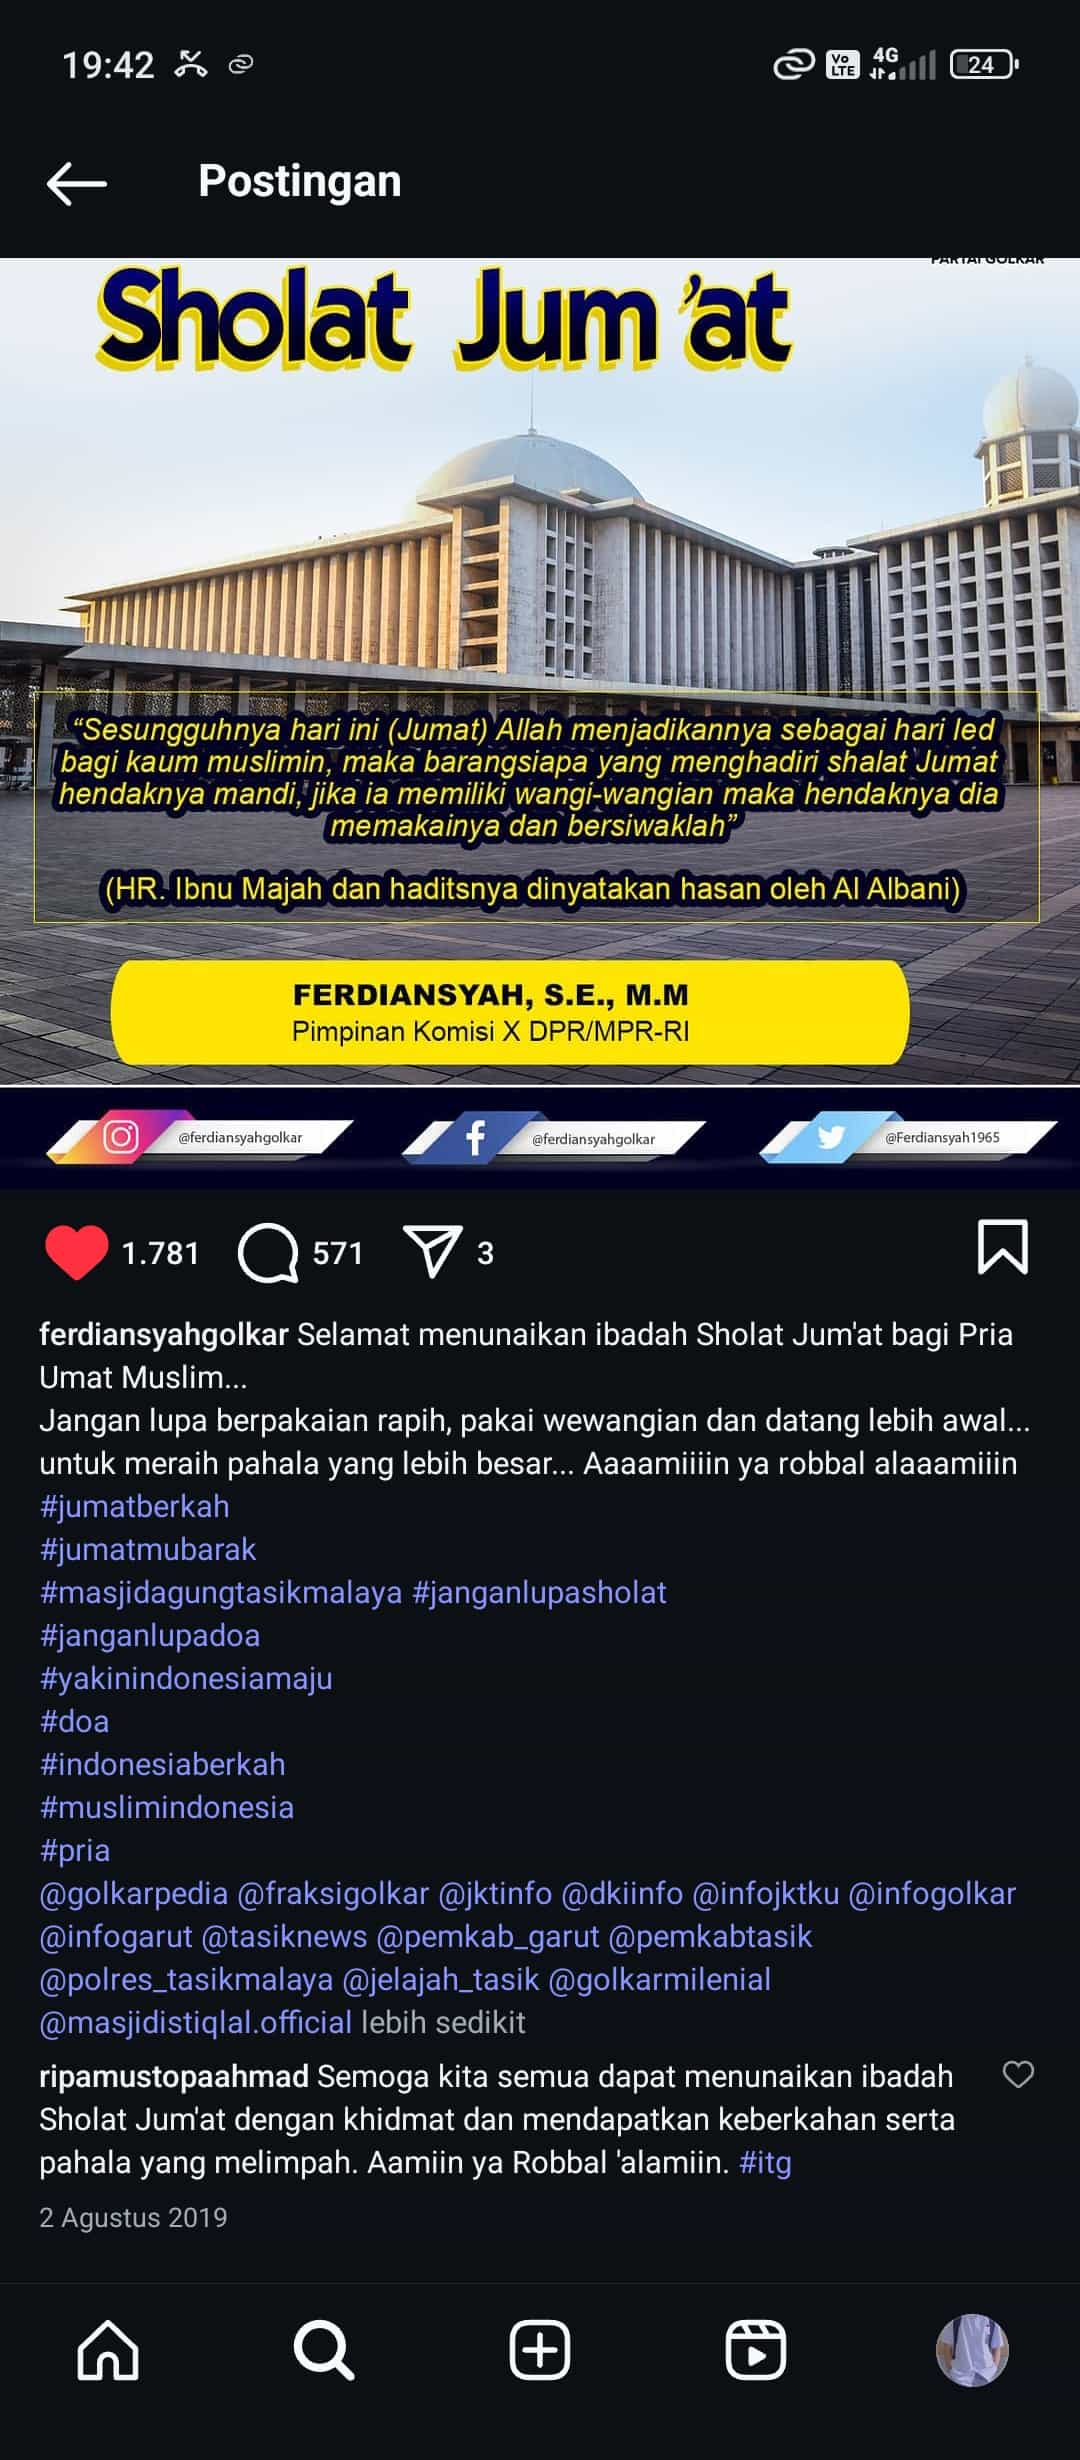 19:42
Vo LTE 4G 24
Postingan
PARTAI GOLKAR
Sholat Jum'at
“Sesungguhnya hari ini (Jumat) Allah menjadikannya sebagai hari Ied
bagi kaum muslimin, maka barangsiapa yang menghadiri shalat Jumat
hendaknya mandi, jika ia memiliki wangi-wangian maka hendaknya dia
memakainya dan bersiwaklah”
(HR. Ibnu Majah dan haditsnya dinyatakan hasan oleh Al Albani)
FERDIANSYAH, S.E., M.M
Pimpinan Komisi X DPR/MPR-RI
@ferdiansyahgolkar @ferdiansyahgolkar @Ferdiansyah1965
1.781 571 3
ferdiansyahgolkar Selamat menunaikan ibadah Sholat Jum'at bagi Pria
Umat Muslim...
Jangan lupa berpakaian rapih, pakai wewangian dan datang lebih awal...
untuk meraih pahala yang lebih besar... Aaaamiiiin ya robbal alaaamiiin
#jumatberkah
#jumatmubarak
#masjidagungtasikmalaya #janganlupasholat
#janganlupadoa
#yakinindonesiamaju
#doa
#indonesiaberkah
#muslimindonesia
#pria
@golkarpedia @fraksigolkar @jktinfo @dkiinfo @infojktku @infogolkar
@infogarut @tasiknews @pemkab_garut @pemkabtasik
@polres_tasikmalaya @jelajah_tasik @golkarmilenial
@masjidistiqlal.official lebih sedikit
ripamustopaahmad Semoga kita semua dapat menunaikan ibadah
Sholat Jum'at dengan khidmat dan mendapatkan keberkahan serta
pahala yang melimpah. Aamiin ya Robbal 'alamiin. #itg
2 Agustus 2019